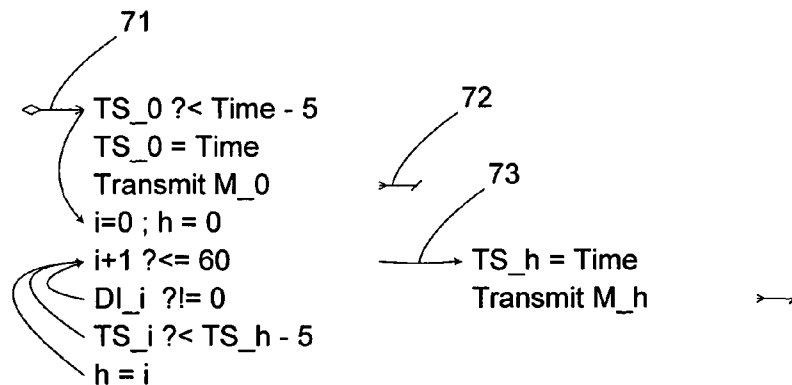 71
TS_0 ?< Time - 5
72
TS_0 = Time
Transmit M_0
73
i=0 ; h = 0
i+1 ?<= 60
TS_h = Time
DI_i ?!= 0
Transmit M_h
TS_i ?< TS_h - 5
h = i